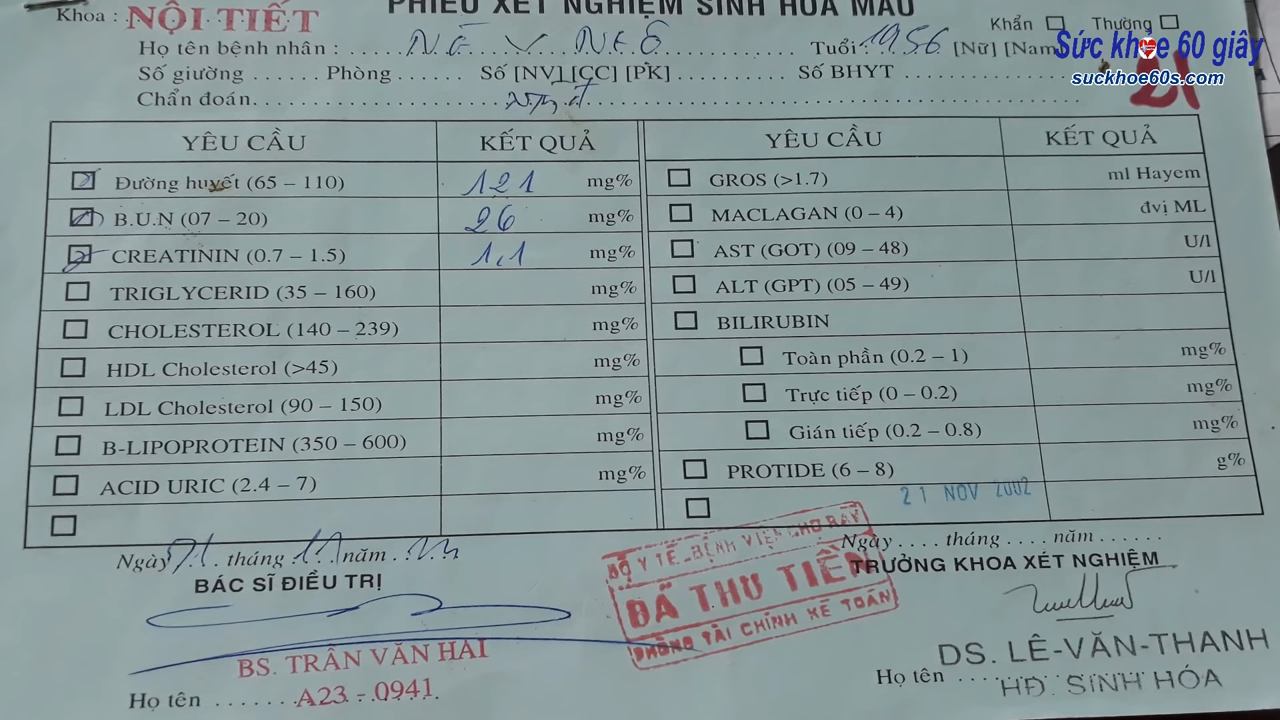 PHIẾU XÉT NGHIỆM SINH HÓA MÁU
Khoa : NỘI TIẾT
Khẩn ☐ Thường ☐
Sức khỏe 60 giây
suckhoe60s.com
Họ tên bệnh nhân : Tuổi : 1956 [Nữ] [Nam
Số giường ...... Phòng ....... Số [NV] [CC] [PK] .......... Số BHYT
Chẩn đoán
21
YÊU CẦU KẾT QUẢ YÊU CẦU KẾT QUẢ
Đường huyết (65 – 110) 121 mg% GROS (>1.7) ml Hayem
B.U.N (07 – 20) 26 mg% MACLAGAN (0 – 4) đvị ML
CREATININ (0.7 – 1.5) 1,1 mg% AST (GOT) (09 – 48) U/l
TRIGLYCERID (35 – 160) mg% ALT (GPT) (05 – 49) U/l
CHOLESTEROL (140 – 239) mg% BILIRUBIN
HDL Cholesterol (>45) mg% Toàn phần (0.2 – 1) mg%
LDL Cholesterol (90 – 150) mg% Trực tiếp (0 – 0.2) mg%
B-LIPOPROTEIN (350 – 600) mg% Gián tiếp (0.2 – 0.8) mg%
ACID URIC (2.4 – 7) mg% PROTIDE (6 – 8) g%
21 NOV 2002
Ngày tháng 11 năm
Ngày .... tháng .... năm ......
BÁC SĨ ĐIỀU TRỊ
TRƯỞNG KHOA XÉT NGHIỆM
BỘ Y TẾ - BỆNH VIỆN CHỢ RẪY
ĐÃ THU TIỀN
PHÒNG TÀI CHÍNH KẾ TOÁN
BS. TRẦN VĂN HAI
A23 - 0941
Họ tên
DS. LÊ-VĂN-THANH
Họ tên
HĐ. SINH HÓA